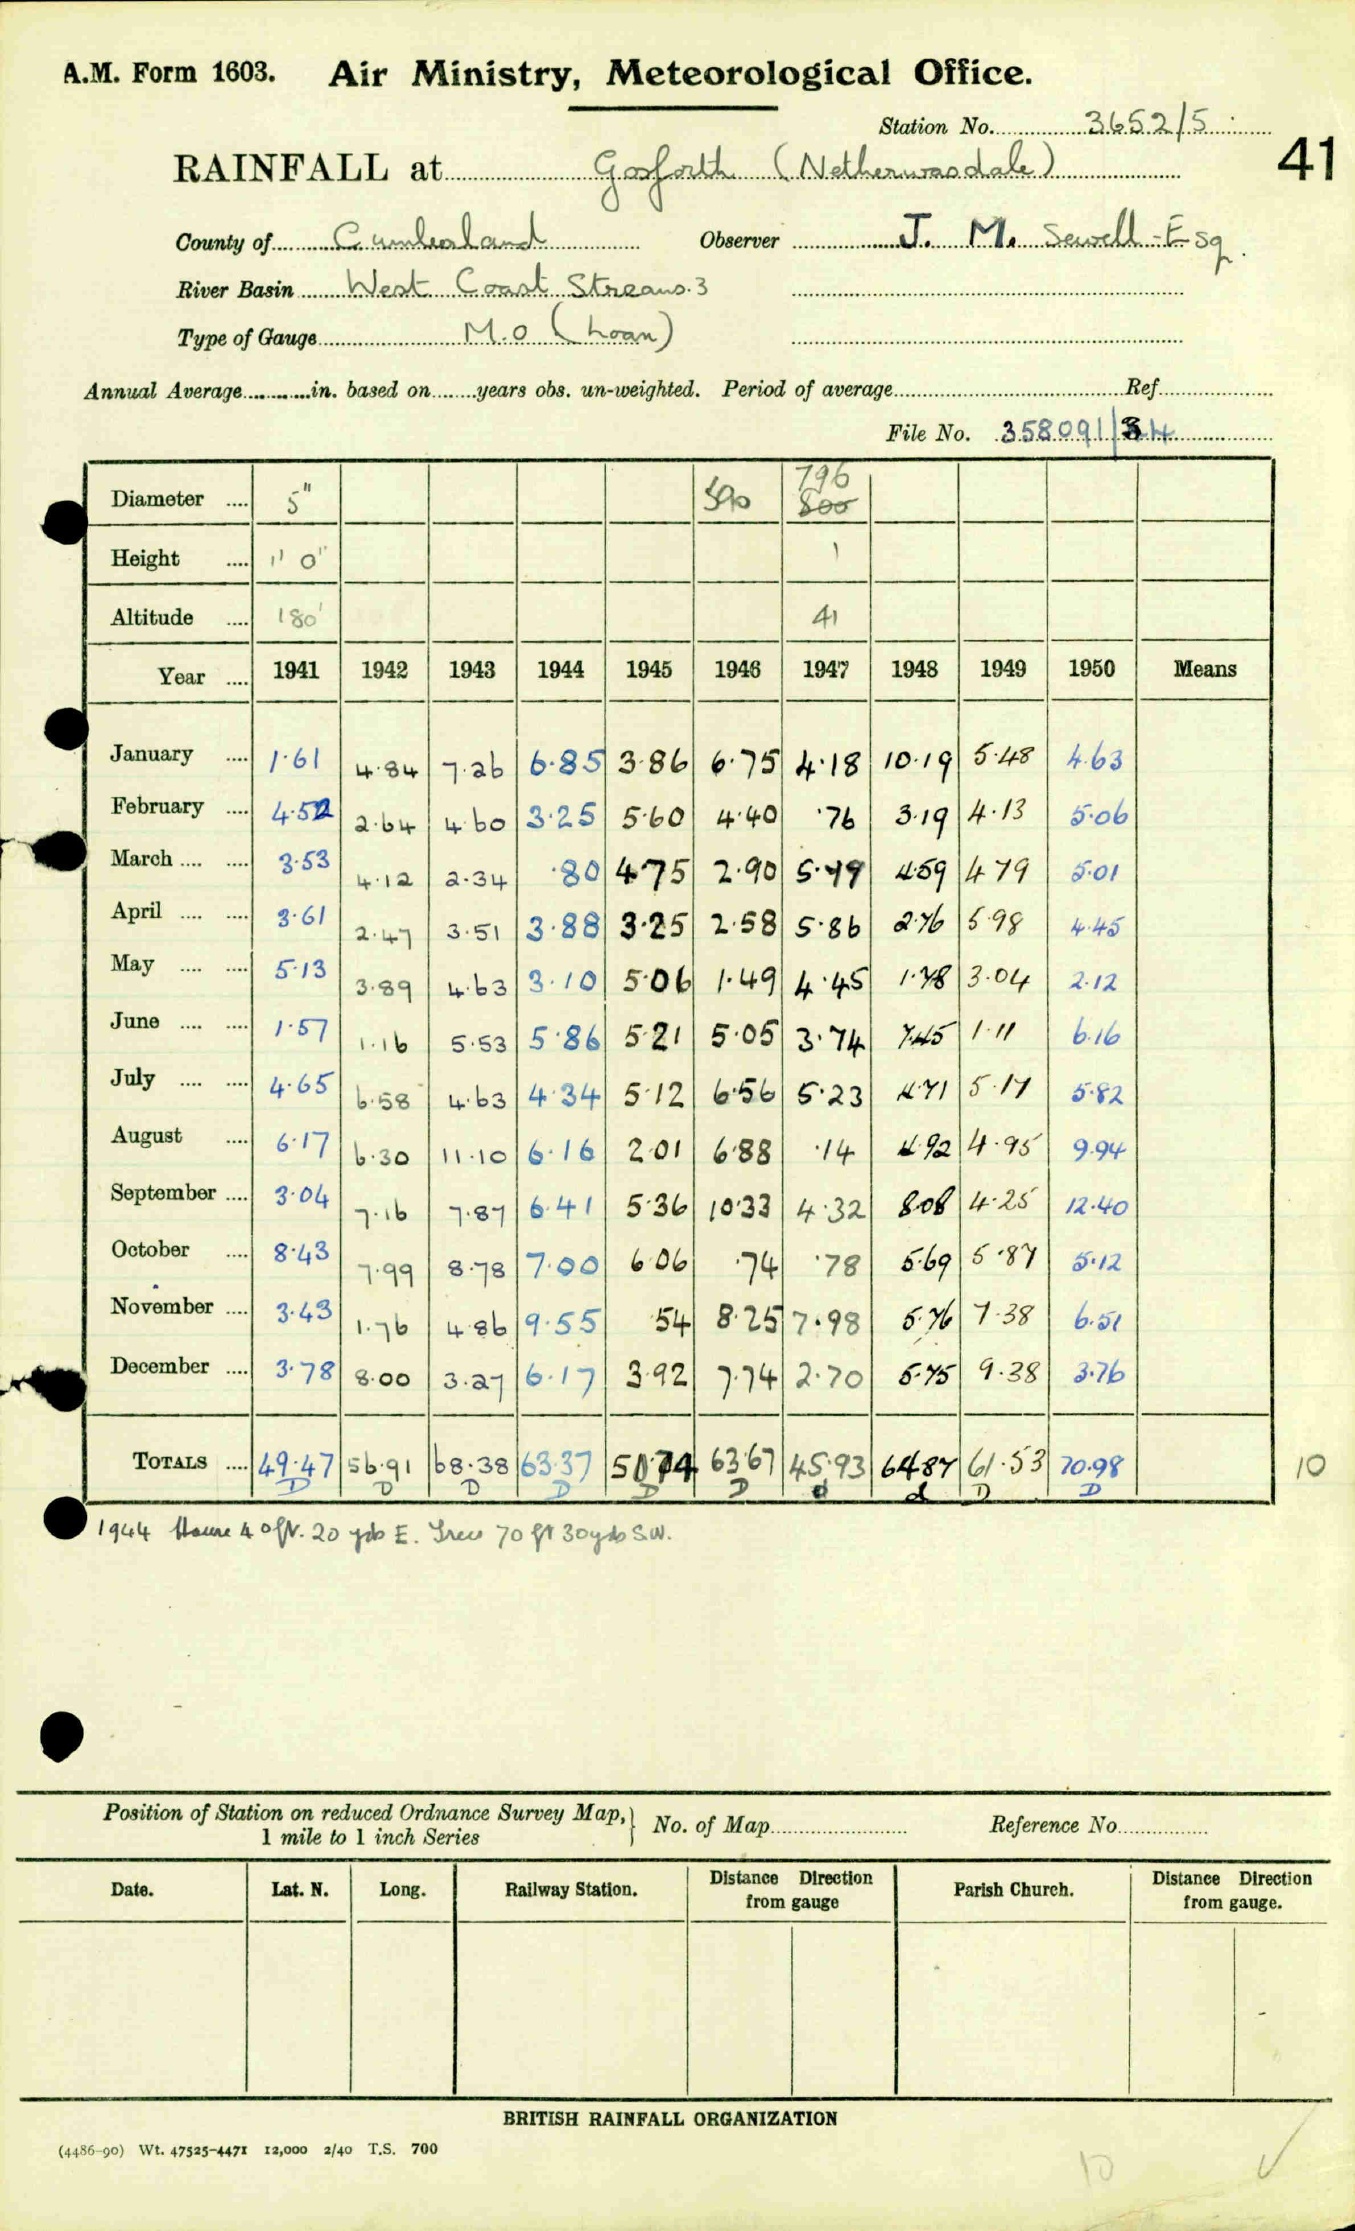 A.M. Form 1603. Air Ministry, Meteorological Office.
Station No. 3652/5
41
RAINFALL at Gosforth (Netherwasdale)
County of Cumberland Observer J. M. Sewell Esq.
River Basin West Coast Streams.3
Type of Gauge M.O (Loan)
Annual Average in. based on years obs. un-weighted. Period of average Ref
File No. 358091/34
Diameter 5" 590 796 800
Height 1' 0" 1
Altitude 180' 41
Year 1941 1942 1943 1944 1945 1946 1947 1948 1949 1950 Means
January 1.61 4.84 7.26 6.85 3.86 6.75 4.18 10.19 5.48 4.63
February 4.52 2.64 4.60 3.25 5.60 4.40 .76 3.19 4.13 5.06
March 3.53 4.12 2.34 .80 4.75 2.90 5.79 4.59 4 79 5.01
April 3.61 2.47 3.51 3.88 3.25 2.58 5.86 2.76 5.98 4.45
May 5.13 3.89 4.63 3.10 5.06 1.49 4.45 1.78 3.04 2.12
June 1.57 1.16 5.53 5.86 5.21 5.05 3.74 7.45 1.11 6.16
July 4.65 6.58 4.63 4.34 5.12 6.56 5.23 4.71 5.17 5.82
August 6.17 6.30 11.10 6.16 2.01 6.88 .14 4.92 4.95 9.94
September 3.04 7.16 7.87 6.41 5.36 10.33 4.32 8.08 4.25 12.40
October 8.43 7.99 8.78 7.00 6.06 .74 .78 5.69 5.87 5.12
November 3.43 1.76 4.86 9.55 .54 8.25 7.98 5.76 7.38 6.51
December 3.78 8.00 3.27 6.17 3.92 7.74 2.70 5.75 9.38 3.76
TOTALS 49.47 56.91 68.38 63.37 50.74 63.67 45.93 64.87 61.53 70.98 10
D D D D D D d d D D
1944 House 40ft. 20 yds E. Trees 70 ft 30yds S.W.
Position of Station on reduced Ordnance Survey Map, No. of Map Reference No
1 mile to 1 inch Series
Date. Lat. N. Long. Railway Station. Distance Direction from gauge Parish Church. Distance Direction from gauge.
BRITISH RAINFALL ORGANIZATION
(4486-90) Wt. 47525-4471 12,000 2/40 T.S. 700
10